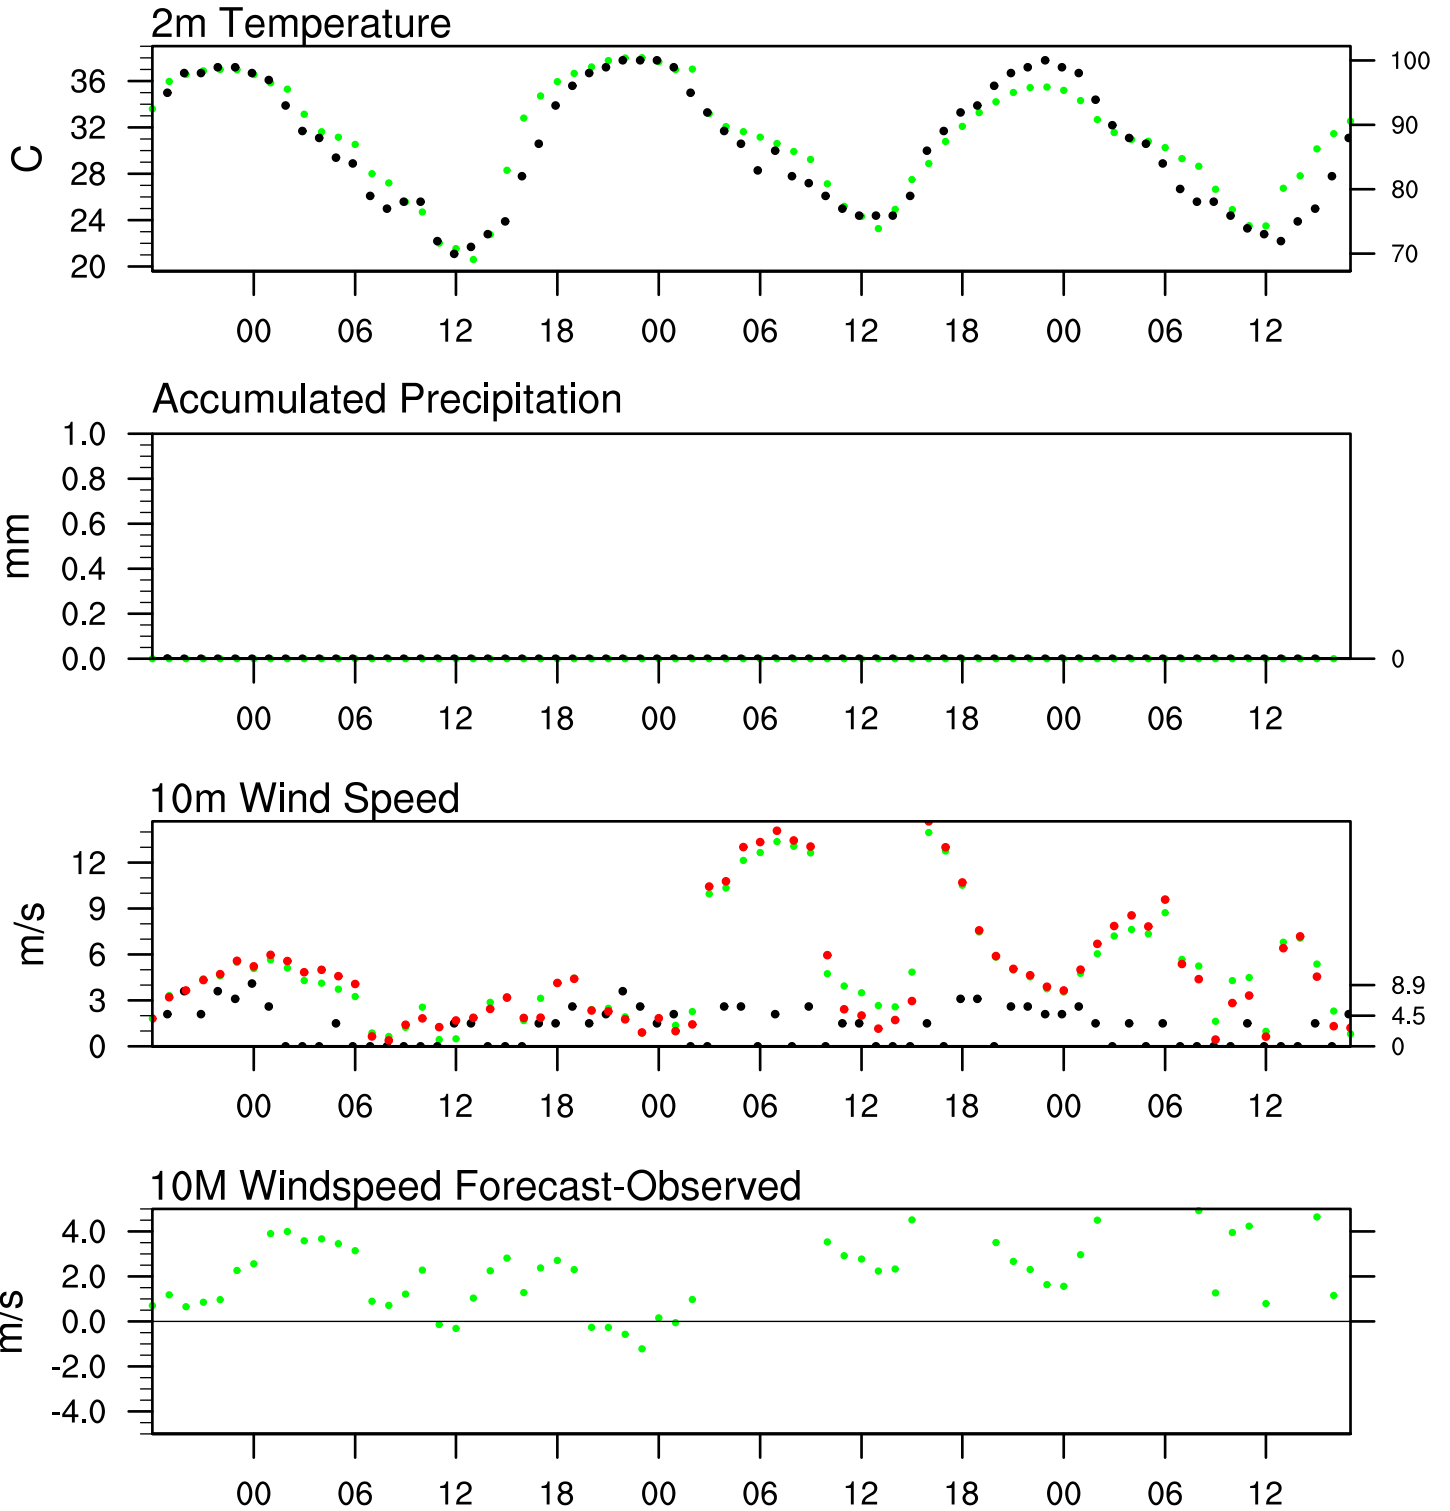 2m Temperature
36
32
28
24
20
C
100
90
80
70
00 06 12 18 00 06 12 18 00 06 12
Accumulated Precipitation
1.0
0.8
0.6
0.4
0.2
0.0
mm
0
00 06 12 18 00 06 12 18 00 06 12
10m Wind Speed
12
9
6
3
0
m/s
8.9
4.5
0
00 06 12 18 00 06 12 18 00 06 12
10M Windspeed Forecast-Observed
4.0
2.0
0.0
-2.0
-4.0
m/s
00 06 12 18 00 06 12 18 00 06 12